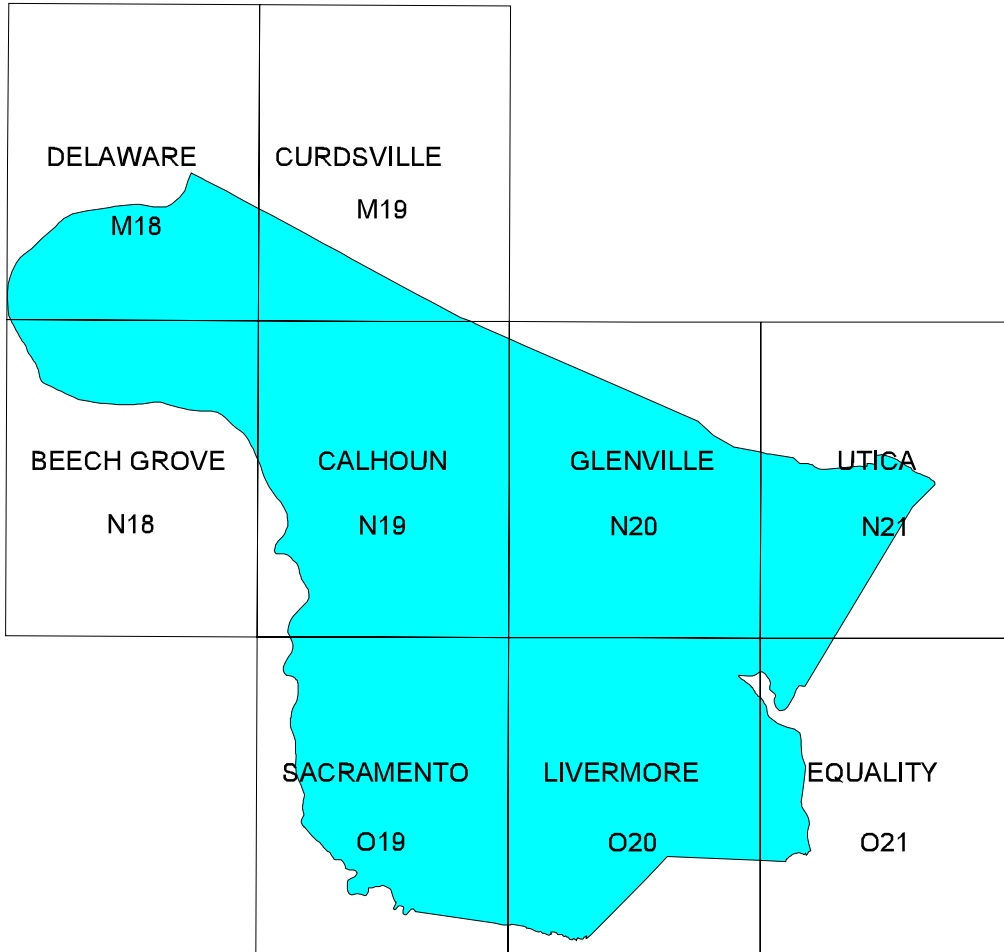 DELAWARE
CURDSVILLE
M18
M19
BEECH GROVE
CALHOUN
GLENVILLE
UTICA
N18
N19
N20
N21
SACRAMENTO
LIVERMORE
EQUALITY
O19
O20
O21